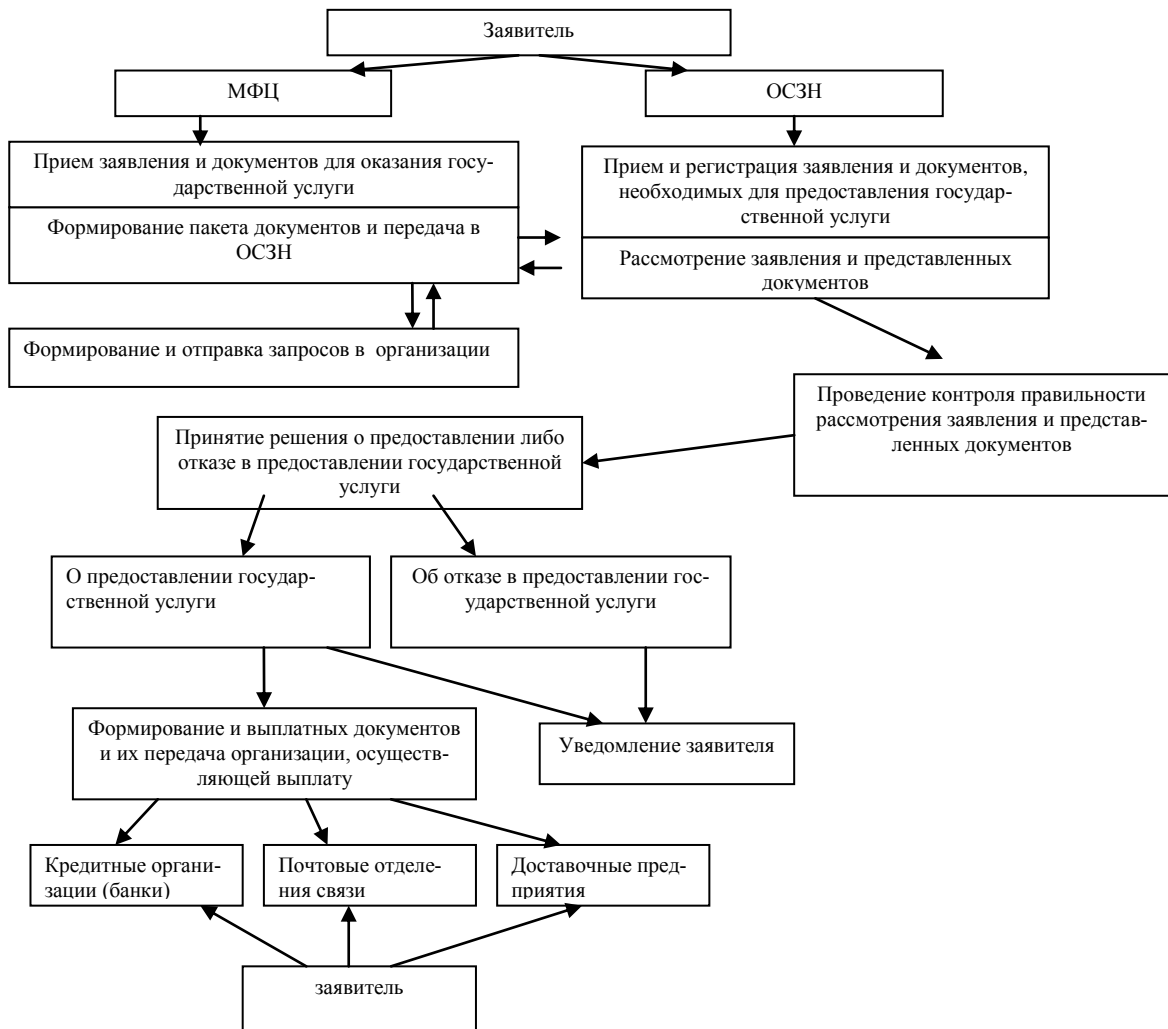 Заявитель
МФЦ
ОСЗН
Прием заявления и документов для оказания госу-
дарственной услуги
Формирование пакета документов и передача в
ОСЗН
Прием и регистрация заявления и документов,
необходимых для предоставления государ-
ственной услуги
Рассмотрение заявления и представленных
документов
Формирование и отправка запросов в организации
Проведение контроля правильности
рассмотрения заявления и представ-
ленных документов
Принятие решения о предоставлении либо
отказе в предоставлении государственной
услуги
О предоставлении государ-
ственной услуги
Об отказе в предоставлении гос-
ударственной услуги
Формирование и выплатных документов
и их передача организации, осуществ-
ляющей выплату
Уведомление заявителя
Кредитные органи-
зации (банки)
Почтовые отделе-
ния связи
Доставочные пред-
приятия
заявитель